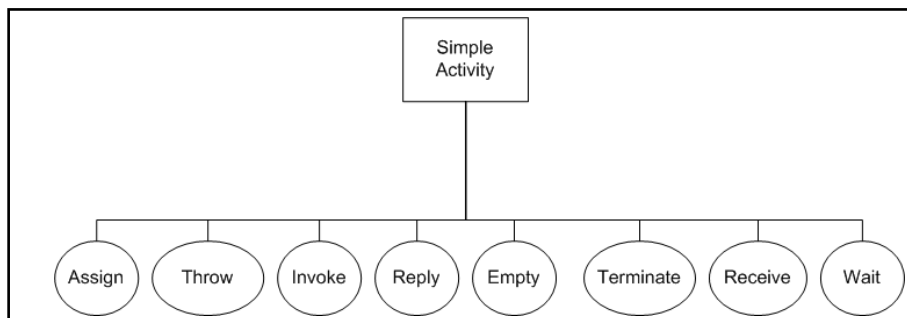 Simple
Activity
Assign Throw Invoke Reply Empty Terminate Receive Wait